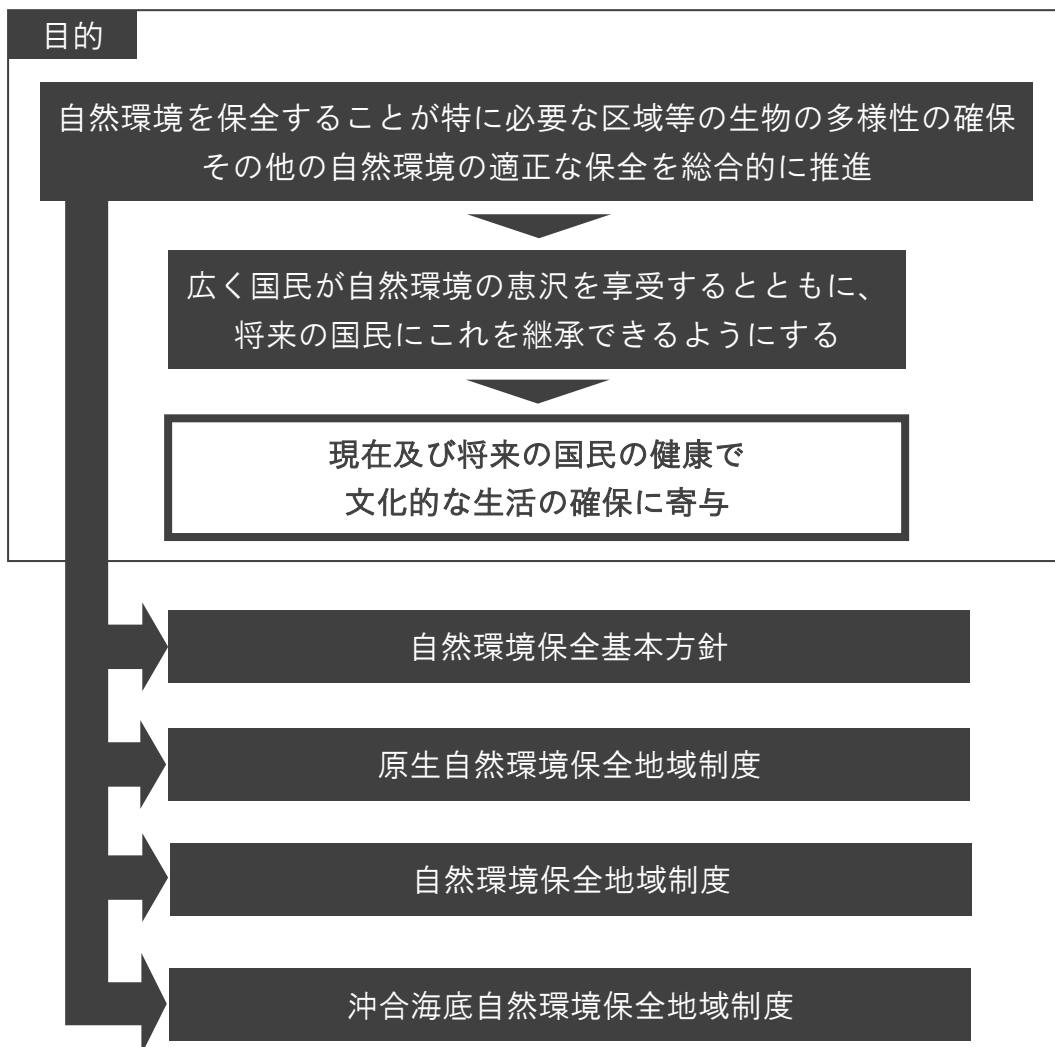 目的
自然環境を保全することが特に必要な区域等の生物の多様性の確保
その他の自然環境の適正な保全を総合的に推進
広く国民が自然環境の恵沢を享受するとともに、
将来の国民にこれを継承できるようにする
現在及び将来の国民の健康で
文化的な生活の確保に寄与
自然環境保全基本方針
原生自然環境保全地域制度
自然環境保全地域制度
沖合海底自然環境保全地域制度